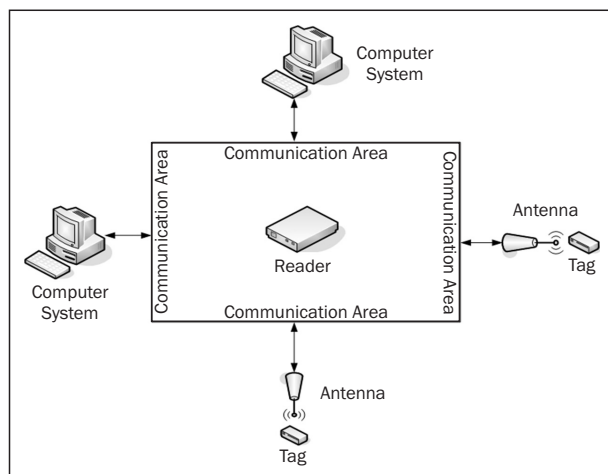 Computer
System
Communication Area
Communication Area
Communication Area
Antenna
Tag
Reader
Computer
System
Communication Area
Antenna
Tag